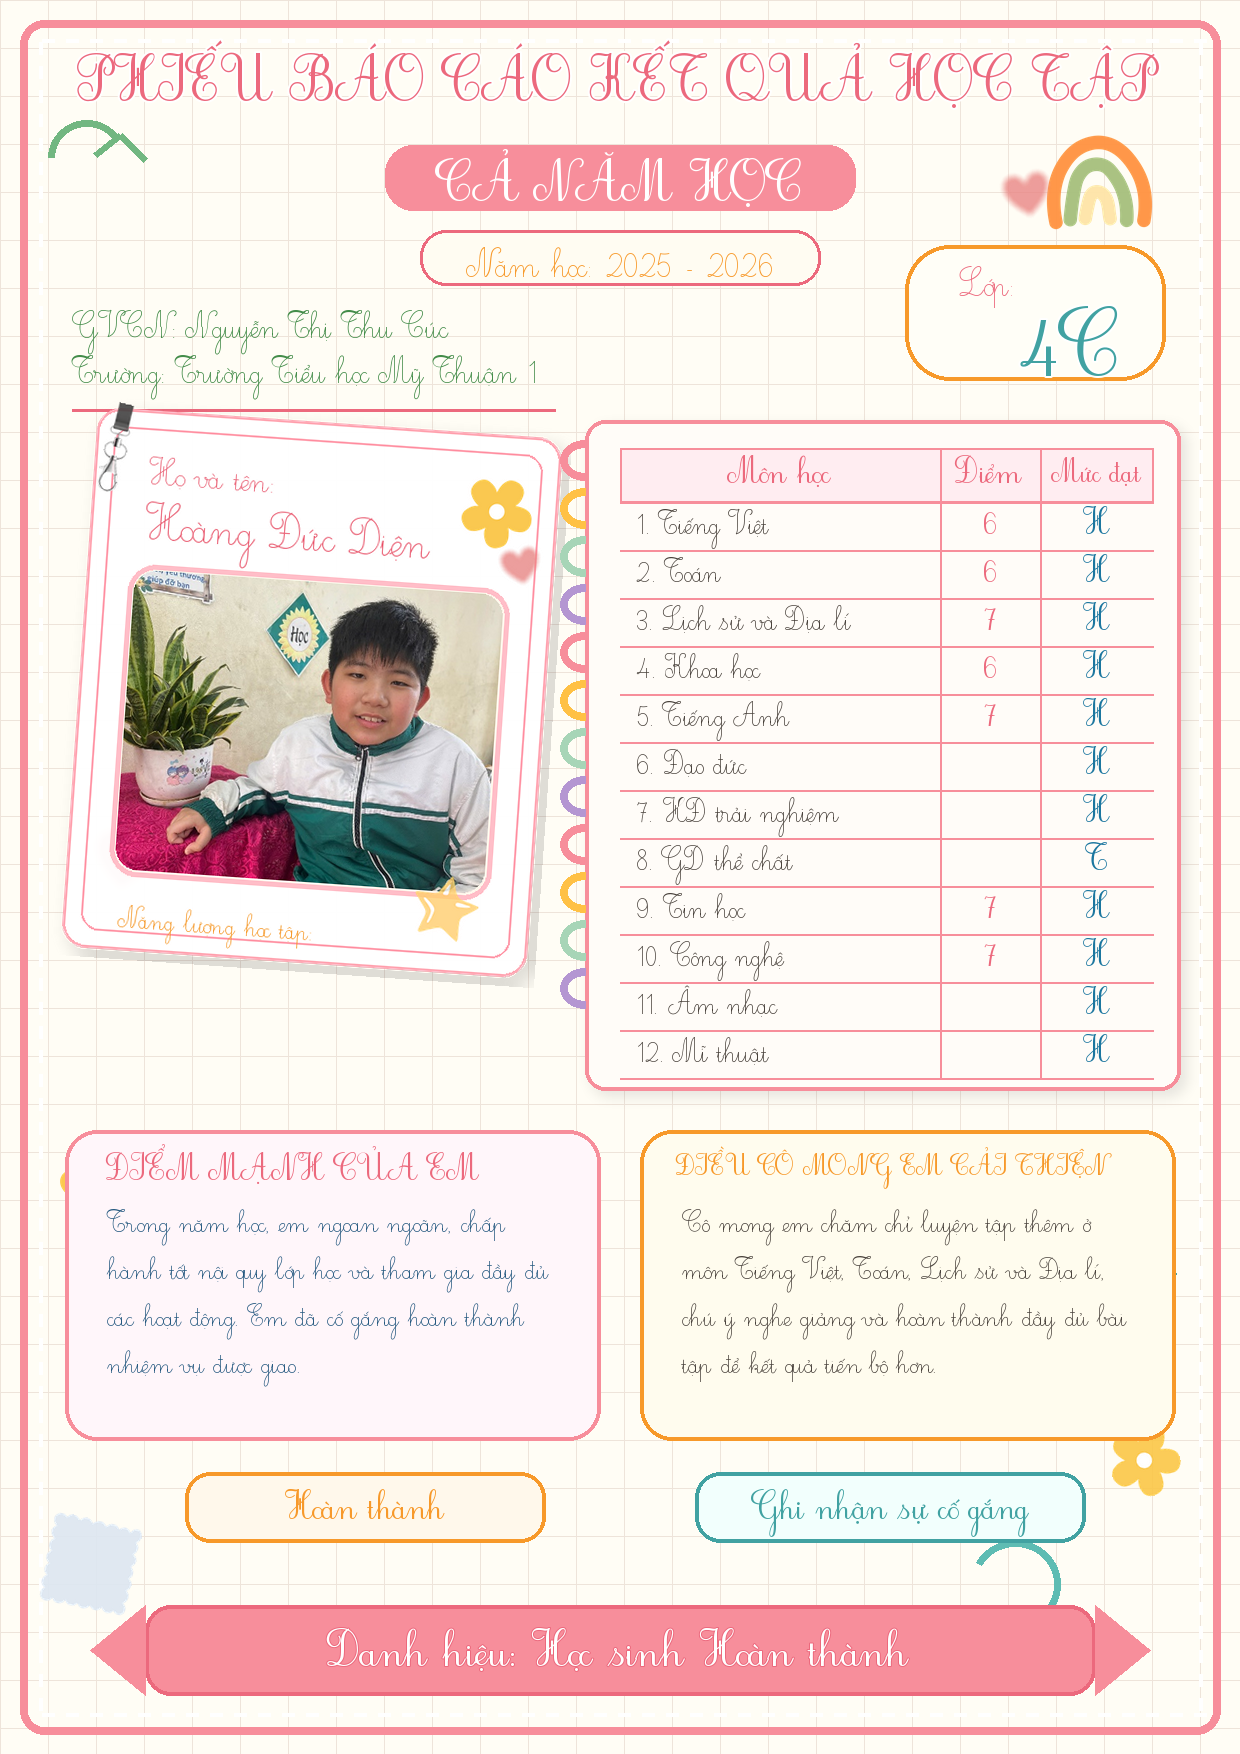 PHIẾU BÁO CÁO KẾT QUẢ HỌC TẬP
CẢ NĂM HỌC
Năm học: 2025 - 2026
Lớp:
4C
GVCN: Nguyễn Thi Thu Cúc
Trường: Trường Tiểu học Mỹ Thuận 1
Họ và tên:
Hoàng Đức Diện
yêu thương
giúp đỡ bạn
Học
Năng lượng học tập:
Môn học Điểm Mức đạt
1. Tiếng Việt 6 H
2. Toán 6 H
3. Lịch sử và Địa lí 7 H
4. Khoa học 6 H
5. Tiếng Anh 7 H
6. Đạo đức H
7. HĐ trải nghiệm H
8. GD thể chất T
9. Tin học 7 H
10. Công nghệ 7 H
11. Âm nhạc H
12. Mĩ thuật H
ĐIỂM MẠNH CỦA EM
Trong năm học, em ngoan ngoãn, chấp
hành tốt nội quy lớp học và tham gia đầy đủ
các hoạt động. Em đã cố gắng hoàn thành
nhiệm vụ được giao.
ĐIỀU CÔ MONG EM CẢI THIỆN
Cô mong em chăm chỉ luyện tập thêm ở
môn Tiếng Việt, Toán, Lịch sử và Địa lí,
chú ý nghe giảng và hoàn thành đầy đủ bài
tập để kết quả tiến bộ hơn.
Hoàn thành
Ghi nhận sự cố gắng
Danh hiệu: Học sinh Hoàn thành